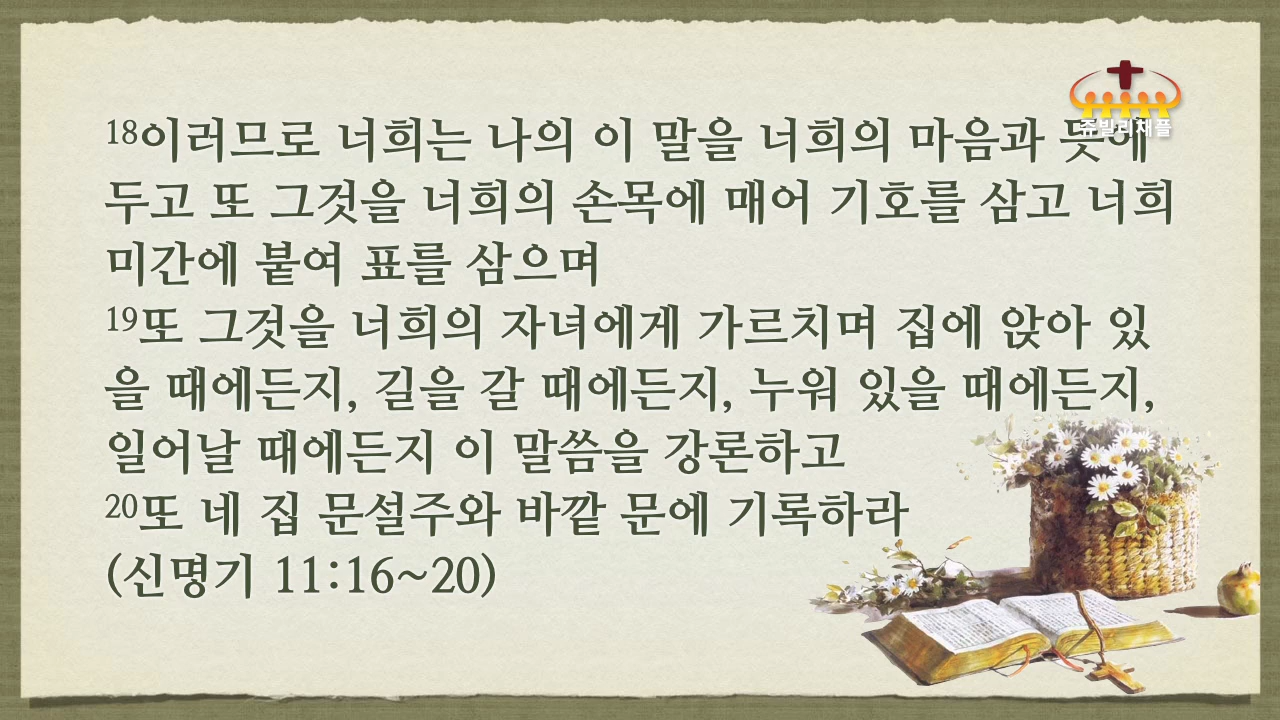 쥬빌리채플
18이러므로 너희는 나의 이 말을 너희의 마음과 뜻에
두고 또 그것을 너희의 손목에 매어 기호를 삼고 너희
미간에 붙여 표를 삼으며
19또 그것을 너희의 자녀에게 가르치며 집에 앉아 있
을 때에든지, 길을 갈 때에든지, 누워 있을 때에든지,
일어날 때에든지 이 말씀을 강론하고
20또 네 집 문설주와 바깥 문에 기록하라
(신명기 11:16~20)